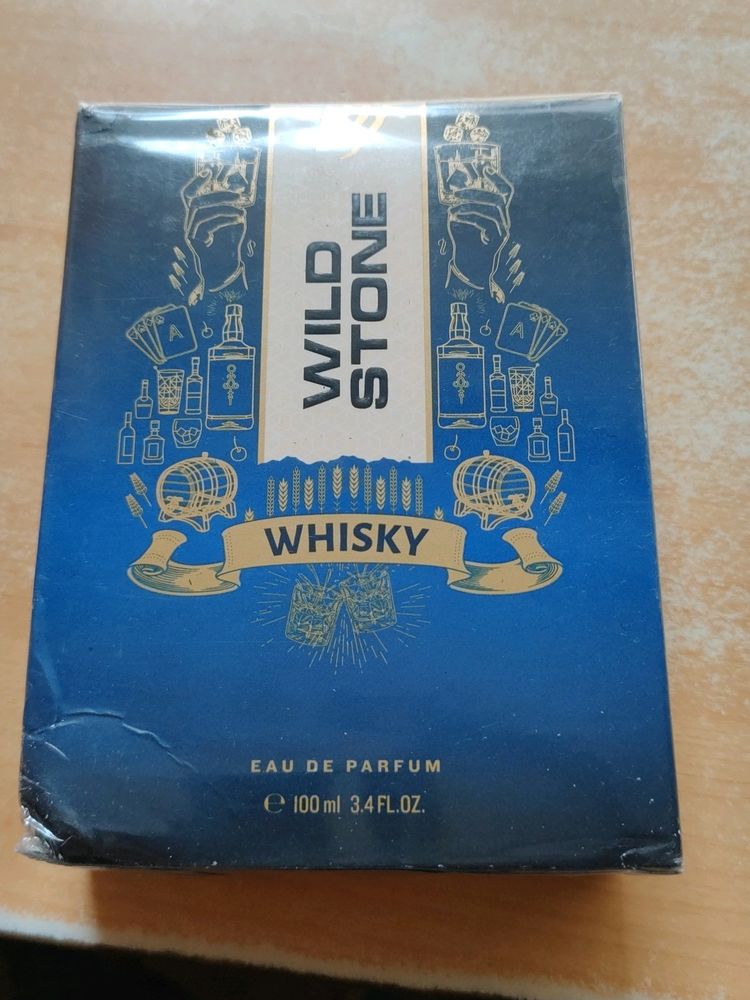 WILD
STONE
A
A
WHISKY
EAU DE PARFUM
℮ 100 ml 3.4 FL.OZ.